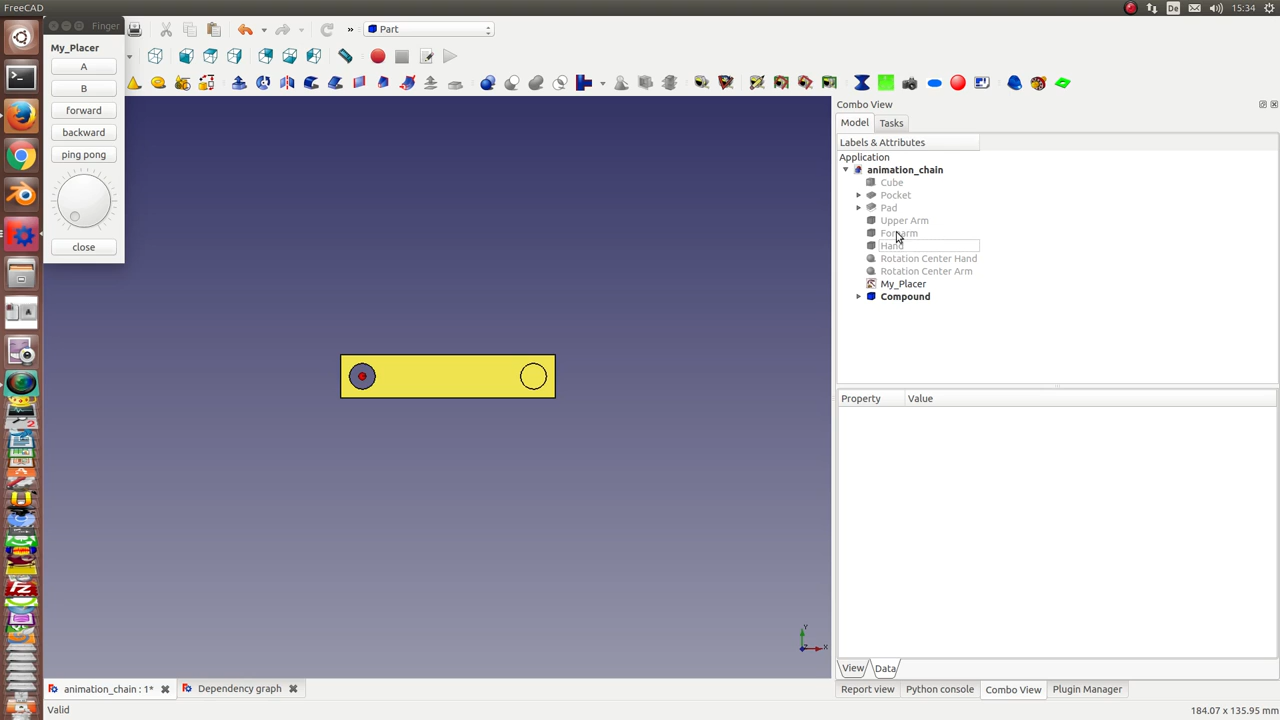 FreeCAD
De
15:34
Finger
Part
My_Placer
A
B
forward
backward
ping pong
close
Combo View
Model
Tasks
Labels & Attributes
Application
animation_chain
Cube
Pocket
Pad
Upper Arm
Forearm
Hand
Rotation Center Hand
Rotation Center Arm
My_Placer
Compound
Property
Value
Y
X
View
Data
animation_chain : 1*
Dependency graph
Report view
Python console
Combo View
Plugin Manager
Valid
184.07 x 135.95 mm